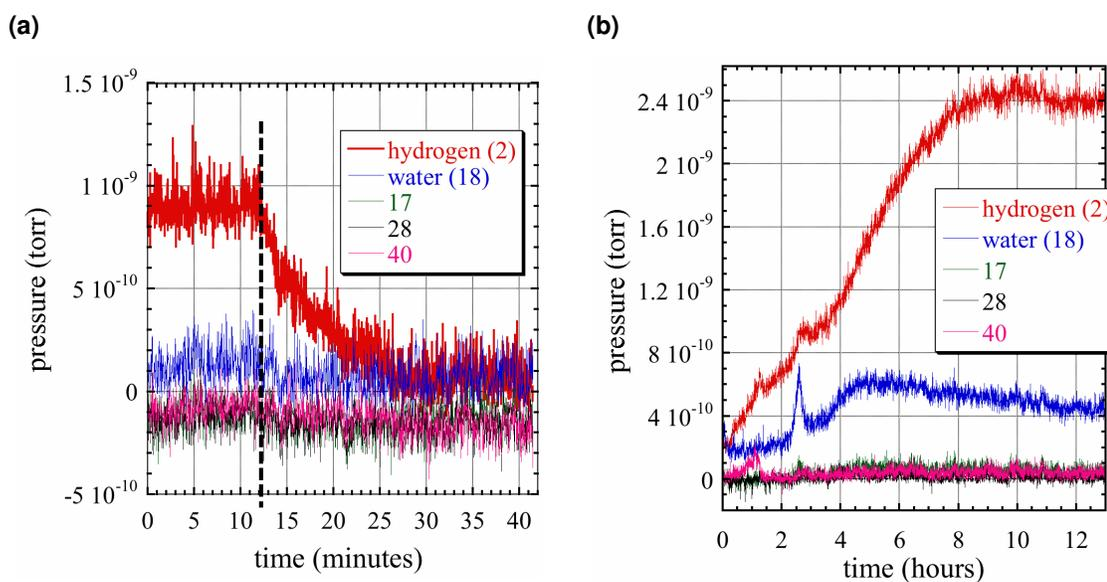 (a)
1.5 10⁻⁹
1 10⁻⁹
5 10⁻¹⁰
0
-5 10⁻¹⁰
pressure (torr)
hydrogen (2)
water (18)
17
28
40
0 5 10 15 20 25 30 35 40
time (minutes)
(b)
2.4 10⁻⁹
2 10⁻⁹
1.6 10⁻⁹
1.2 10⁻⁹
8 10⁻¹⁰
4 10⁻¹⁰
0
pressure (torr)
hydrogen (2)
water (18)
17
28
40
0 2 4 6 8 10 12
time (hours)